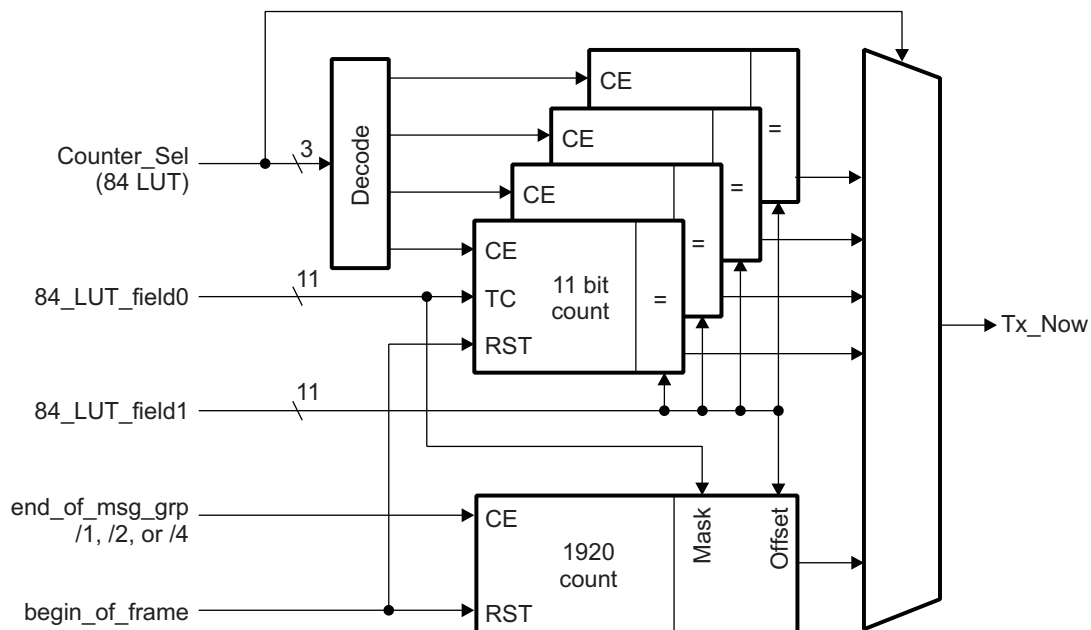 CE
=
CE
=
Counter_Sel
(84 LUT)
3
Decode
CE
=
CE
84_LUT_field0
11
TC
11 bit
count
=
RST
Tx_Now
84_LUT_field1
11
end_of_msg_grp
/1, /2, or /4
CE
Mask
Offset
1920
count
begin_of_frame
RST